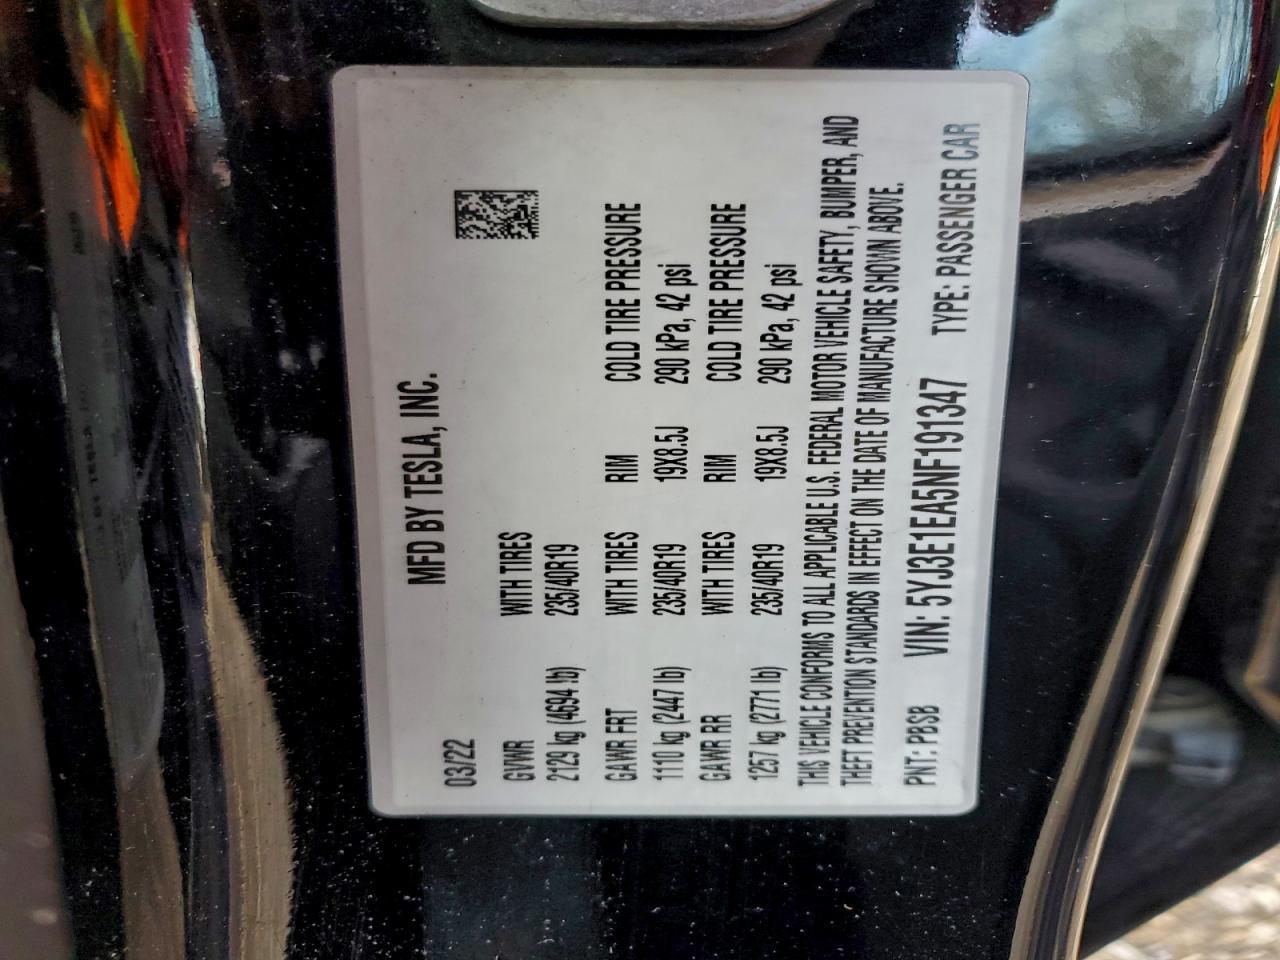 MFD BY TESLA, INC.
03/22
GVWR WITH TIRES
2129 kg (4694 lb) 235/40R19
GAWR FRT WITH TIRES RIM COLD TIRE PRESSURE
1110 kg (2447 lb) 235/40R19 19X8.5J 290 kPa, 42 psi
GAWR RR WITH TIRES RIM COLD TIRE PRESSURE
1257 kg (2771 lb) 235/40R19 19X8.5J 290 kPa, 42 psi
THIS VEHICLE CONFORMS TO ALL APPLICABLE U.S. FEDERAL MOTOR VEHICLE SAFETY, BUMPER, AND
THEFT PREVENTION STANDARDS IN EFFECT ON THE DATE OF MANUFACTURE SHOWN ABOVE.
PNT: PBSB VIN: 5YJ3E1EA5NF191347 TYPE: PASSENGER CAR